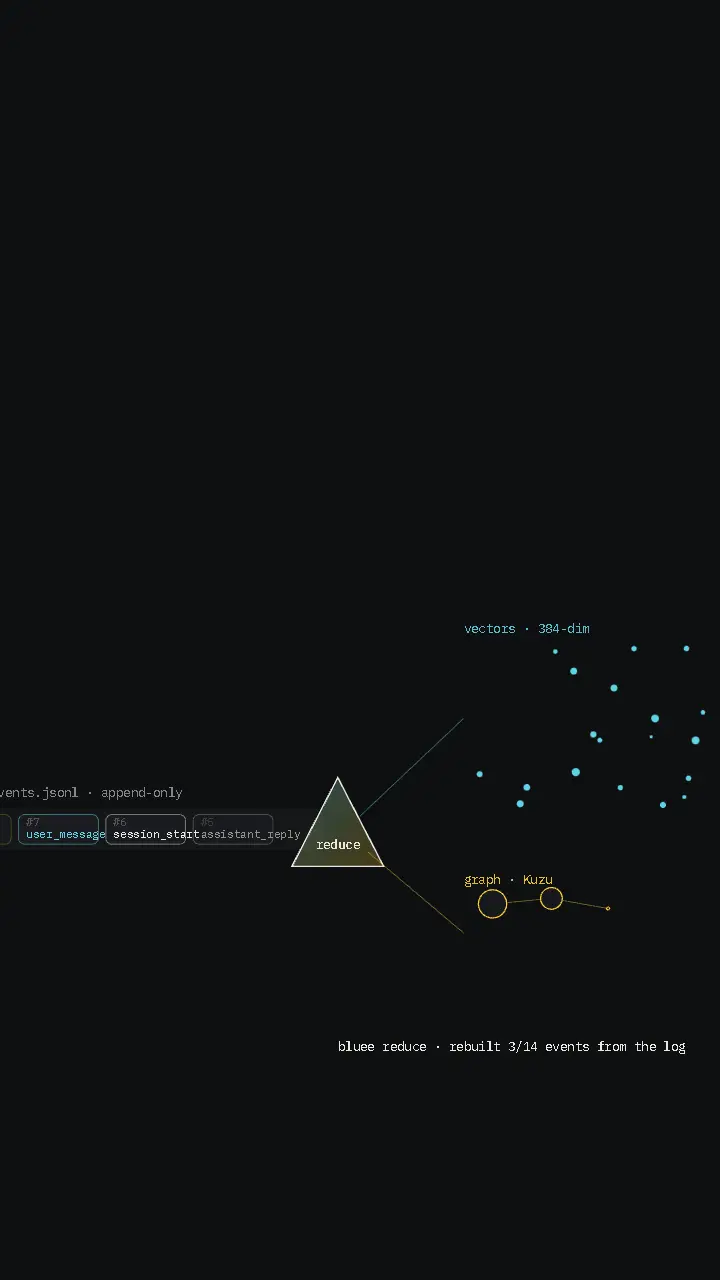 vectors · 384-dim
vents.jsonl · append-only
#7 #6 #5
user_message session_start assistant_reply
reduce
graph · Kuzu
bluee reduce · rebuilt 3/14 events from the log